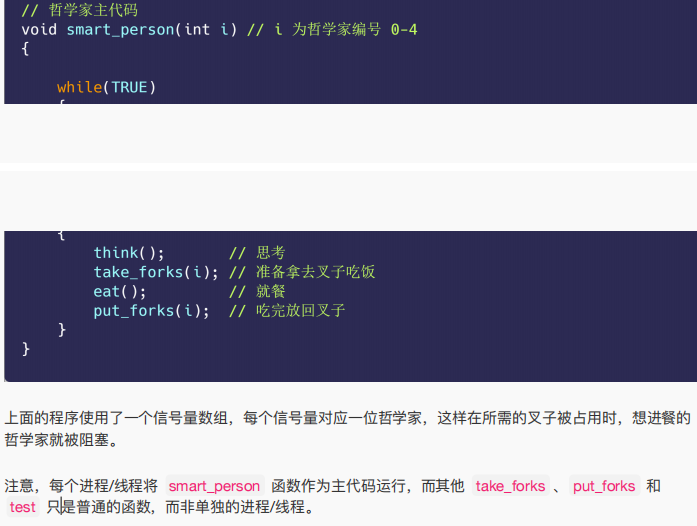 // 哲学家主代码
void smart_person(int i) // i 为哲学家编号 0-4
{
while(TRUE)
{
think(); // 思考
take_forks(i); // 准备拿去叉子吃饭
eat(); // 就餐
put_forks(i); // 吃完放回叉子
}
}
上面的程序使用了一个信号量数组，每个信号量对应一位哲学家，这样在所需的叉子被占用时，想进餐的
哲学家就被阻塞。
注意，每个进程/线程将 smart_person 函数作为主代码运行，而其他 take_forks 、 put_forks 和
test 只是普通的函数，而非单独的进程/线程。